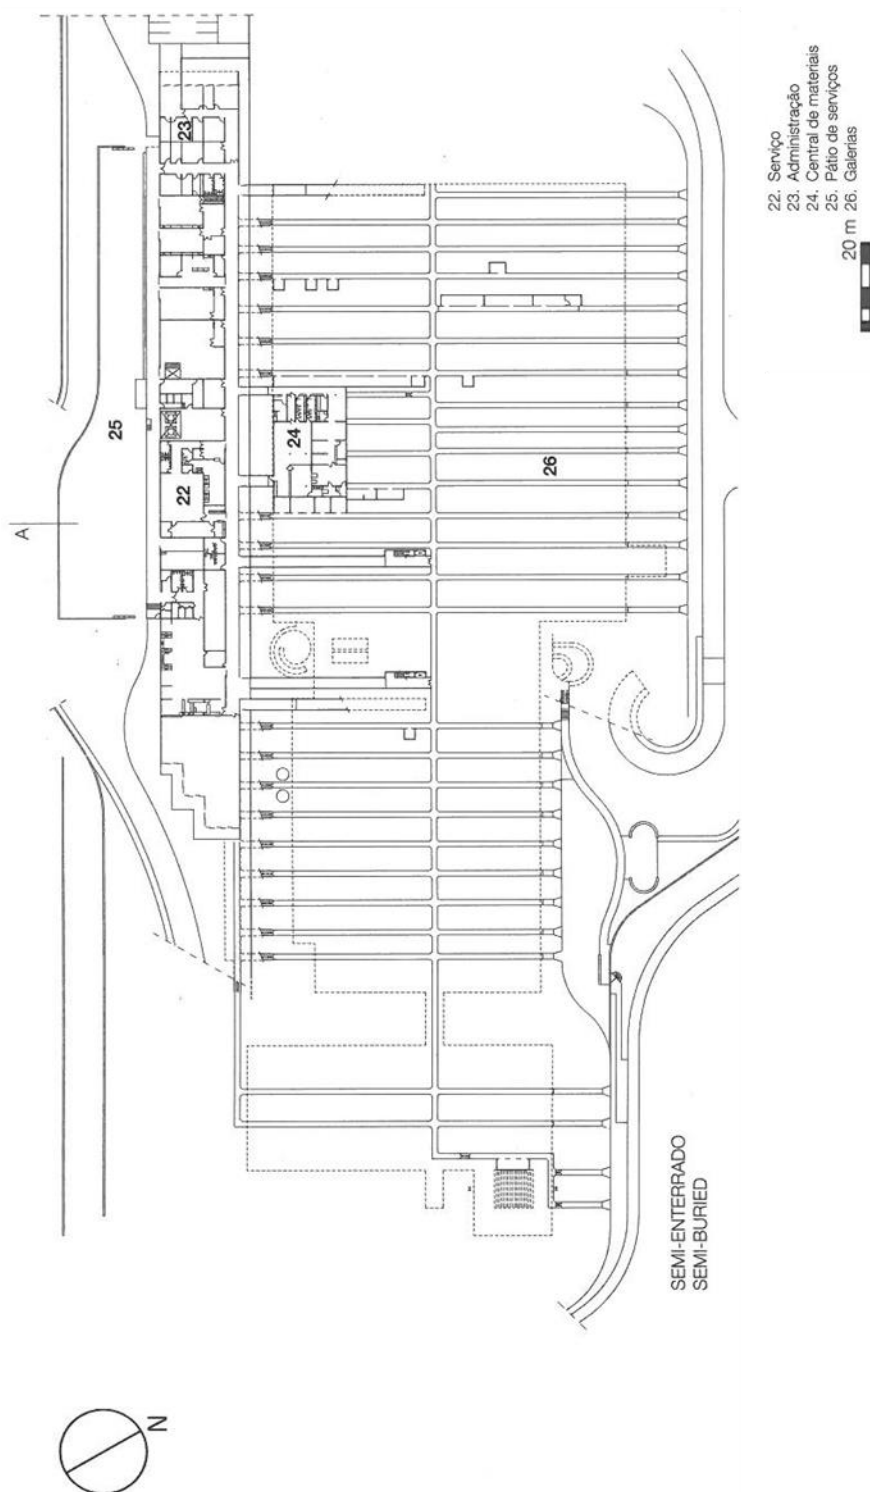 22. Serviço
23. Administração
24. Central de materiais
25. Pátio de serviços
26. Galerias
20 m
23
25
22
24
26
A
SEMI-ENTERRADO
SEMI-BURIED
N